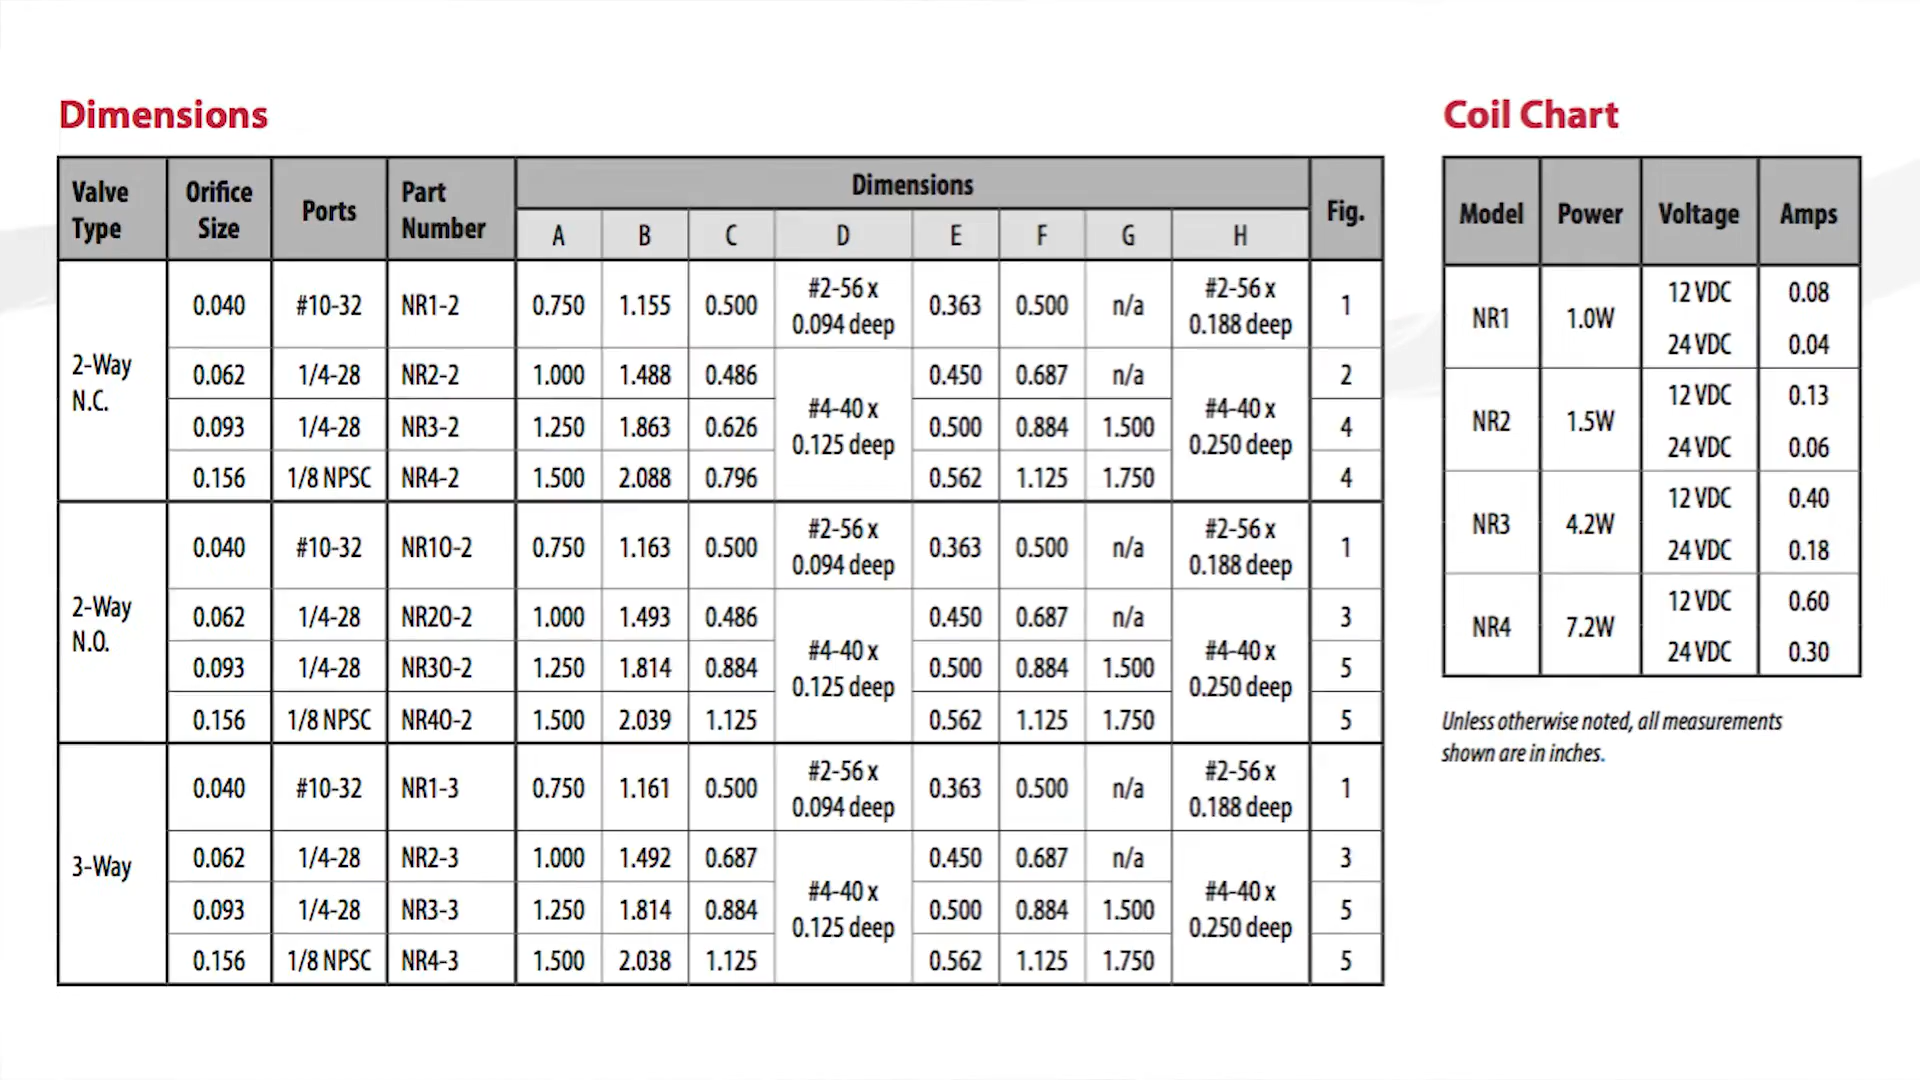 Dimensions
Valve Type | Orifice Size | Ports | Part Number | Dimensions | Fig.
A | B | C | D | E | F | G | H
2-Way N.C.
0.040 | #10-32 | NR1-2 | 0.750 | 1.155 | 0.500 | #2-56 x 0.094 deep | 0.363 | 0.500 | n/a | #2-56 x 0.188 deep | 1
0.062 | 1/4-28 | NR2-2 | 1.000 | 1.488 | 0.486 | #4-40 x 0.125 deep | 0.450 | 0.687 | n/a | #4-40 x 0.250 deep | 2
0.093 | 1/4-28 | NR3-2 | 1.250 | 1.863 | 0.626 | 0.500 | 0.884 | 1.500 | 4
0.156 | 1/8 NPSC | NR4-2 | 1.500 | 2.088 | 0.796 | 0.562 | 1.125 | 1.750 | 4
2-Way N.O.
0.040 | #10-32 | NR1O-2 | 0.750 | 1.163 | 0.500 | #2-56 x 0.094 deep | 0.363 | 0.500 | n/a | #2-56 x 0.188 deep | 1
0.062 | 1/4-28 | NR2O-2 | 1.000 | 1.493 | 0.486 | #4-40 x 0.125 deep | 0.450 | 0.687 | n/a | #4-40 x 0.250 deep | 3
0.093 | 1/4-28 | NR3O-2 | 1.250 | 1.814 | 0.884 | 0.500 | 0.884 | 1.500 | 5
0.156 | 1/8 NPSC | NR4O-2 | 1.500 | 2.039 | 1.125 | 0.562 | 1.125 | 1.750 | 5
3-Way
0.040 | #10-32 | NR1-3 | 0.750 | 1.161 | 0.500 | #2-56 x 0.094 deep | 0.363 | 0.500 | n/a | #2-56 x 0.188 deep | 1
0.062 | 1/4-28 | NR2-3 | 1.000 | 1.492 | 0.687 | #4-40 x 0.125 deep | 0.450 | 0.687 | n/a | #4-40 x 0.250 deep | 3
0.093 | 1/4-28 | NR3-3 | 1.250 | 1.814 | 0.884 | 0.500 | 0.884 | 1.500 | 5
0.156 | 1/8 NPSC | NR4-3 | 1.500 | 2.038 | 1.125 | 0.562 | 1.125 | 1.750 | 5
Coil Chart
Model | Power | Voltage | Amps
NR1 | 1.0W | 12 VDC | 0.08
24 VDC | 0.04
NR2 | 1.5W | 12 VDC | 0.13
24 VDC | 0.06
NR3 | 4.2W | 12 VDC | 0.40
24 VDC | 0.18
NR4 | 7.2W | 12 VDC | 0.60
24 VDC | 0.30
Unless otherwise noted, all measurements
shown are in inches.